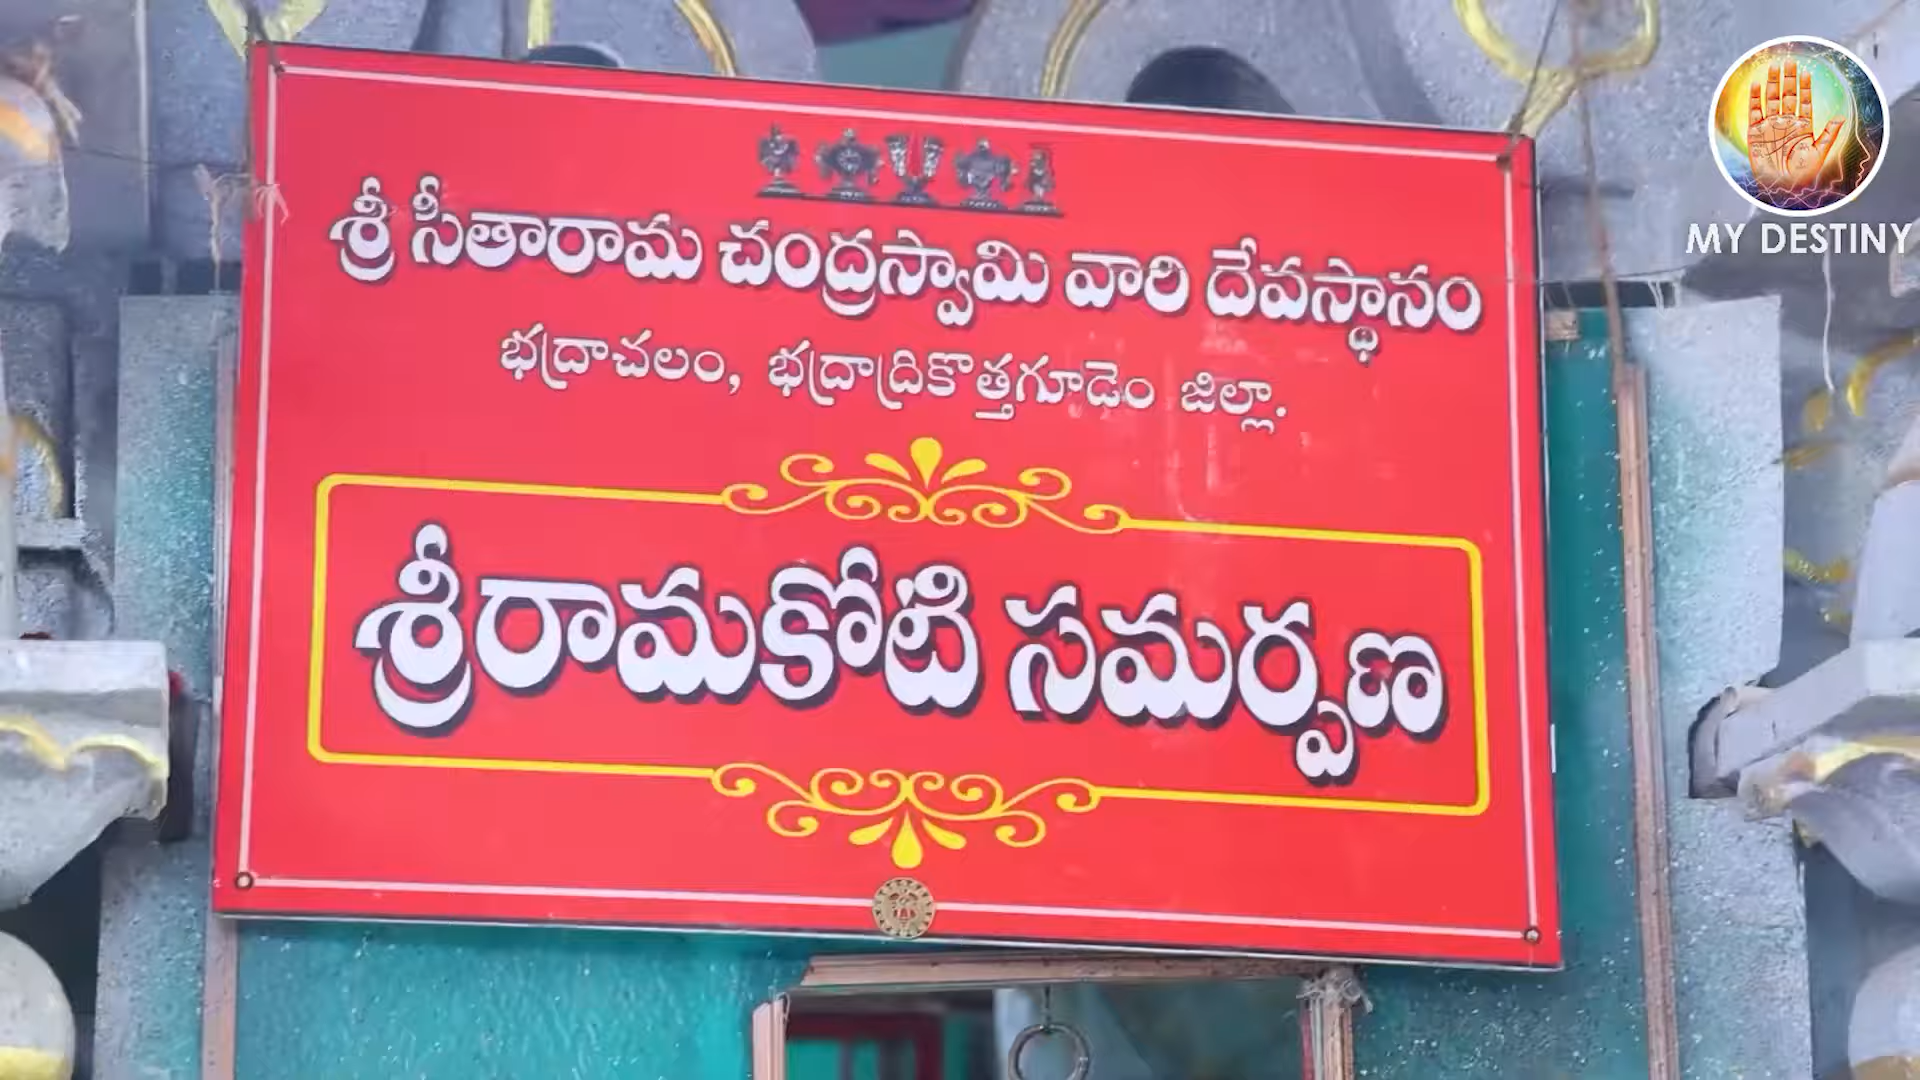 శ్రీ సీతారామ చంద్రస్వామి వారి దేవస్థానం
భద్రాచలం, భద్రాద్రికొత్తగూడెం జిల్లా.
శ్రీరామకోటి సమర్పణ
MY DESTINY